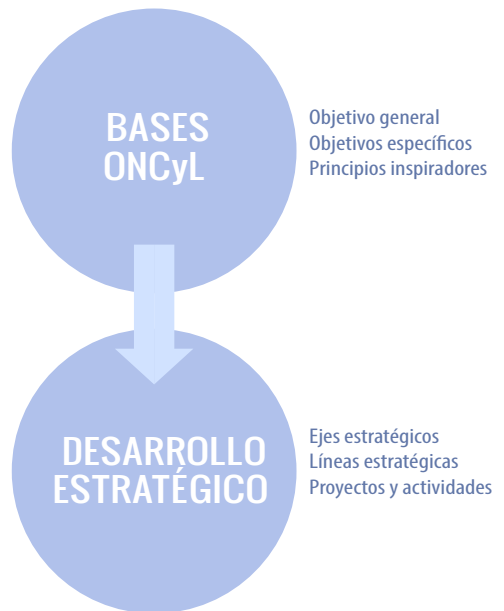 BASES
ONCyL
Objetivo general
Objetivos específicos
Principios inspiradores
DESARROLLO
ESTRATÉGICO
Ejes estratégicos
Líneas estratégicas
Proyectos y actividades